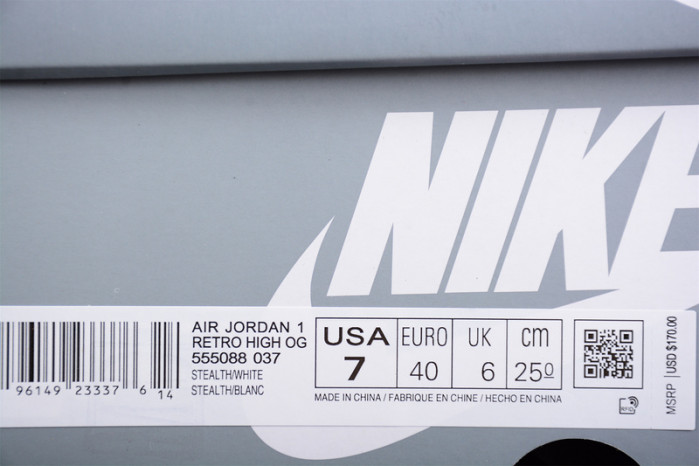 NIKE
AIR JORDAN 1
RETRO HIGH OG
555088 037
STEALTH/WHITE
STEALTH/BLANC
96149 23337 6 14
USA 7
EURO 40
UK 6
cm 25.0
MADE IN CHINA / FABRIQUE EN CHINE / HECHO EN CHINA
RFID
MSRP | USD $170.00